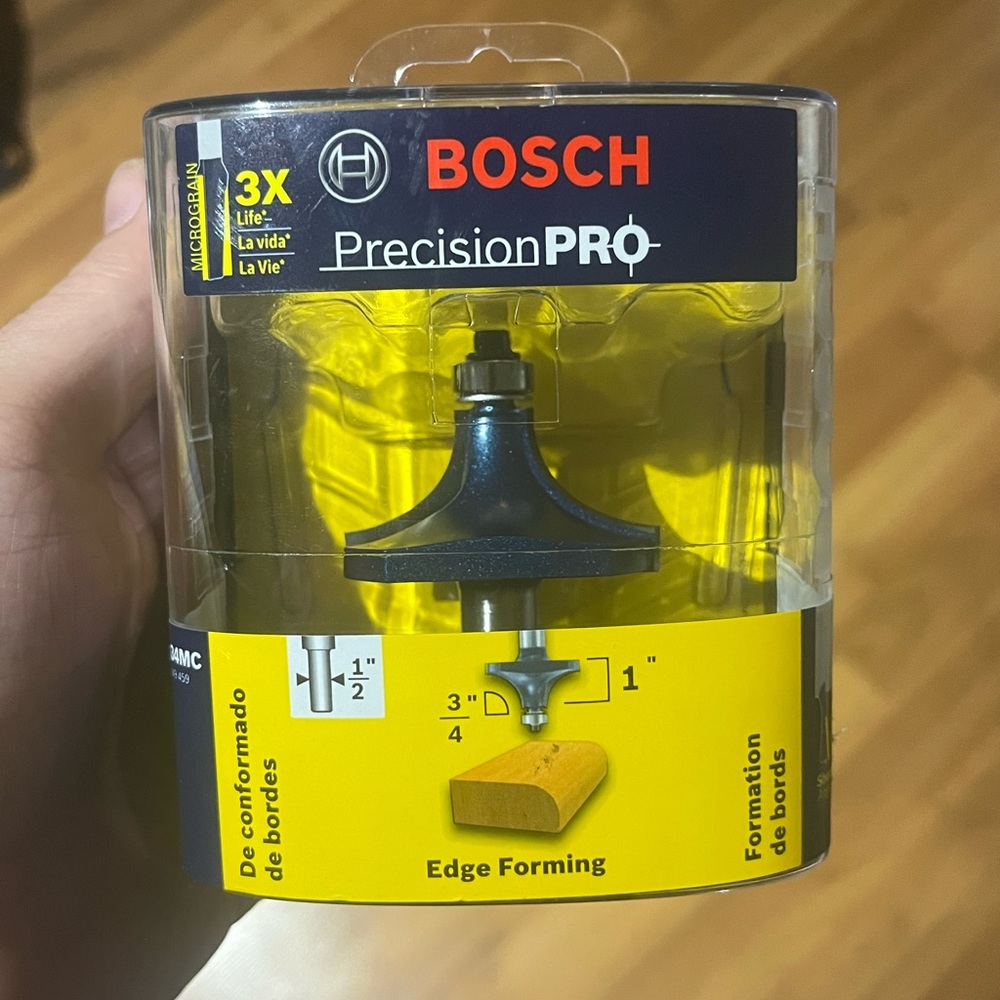 MICROGRAIN
3X
Life*
La vida*
La Vie*
BOSCH
PrecisionPRO
04MC
1/2"
3/4"
1"
De conformado
de bordes
Edge Forming
Formation
de bords